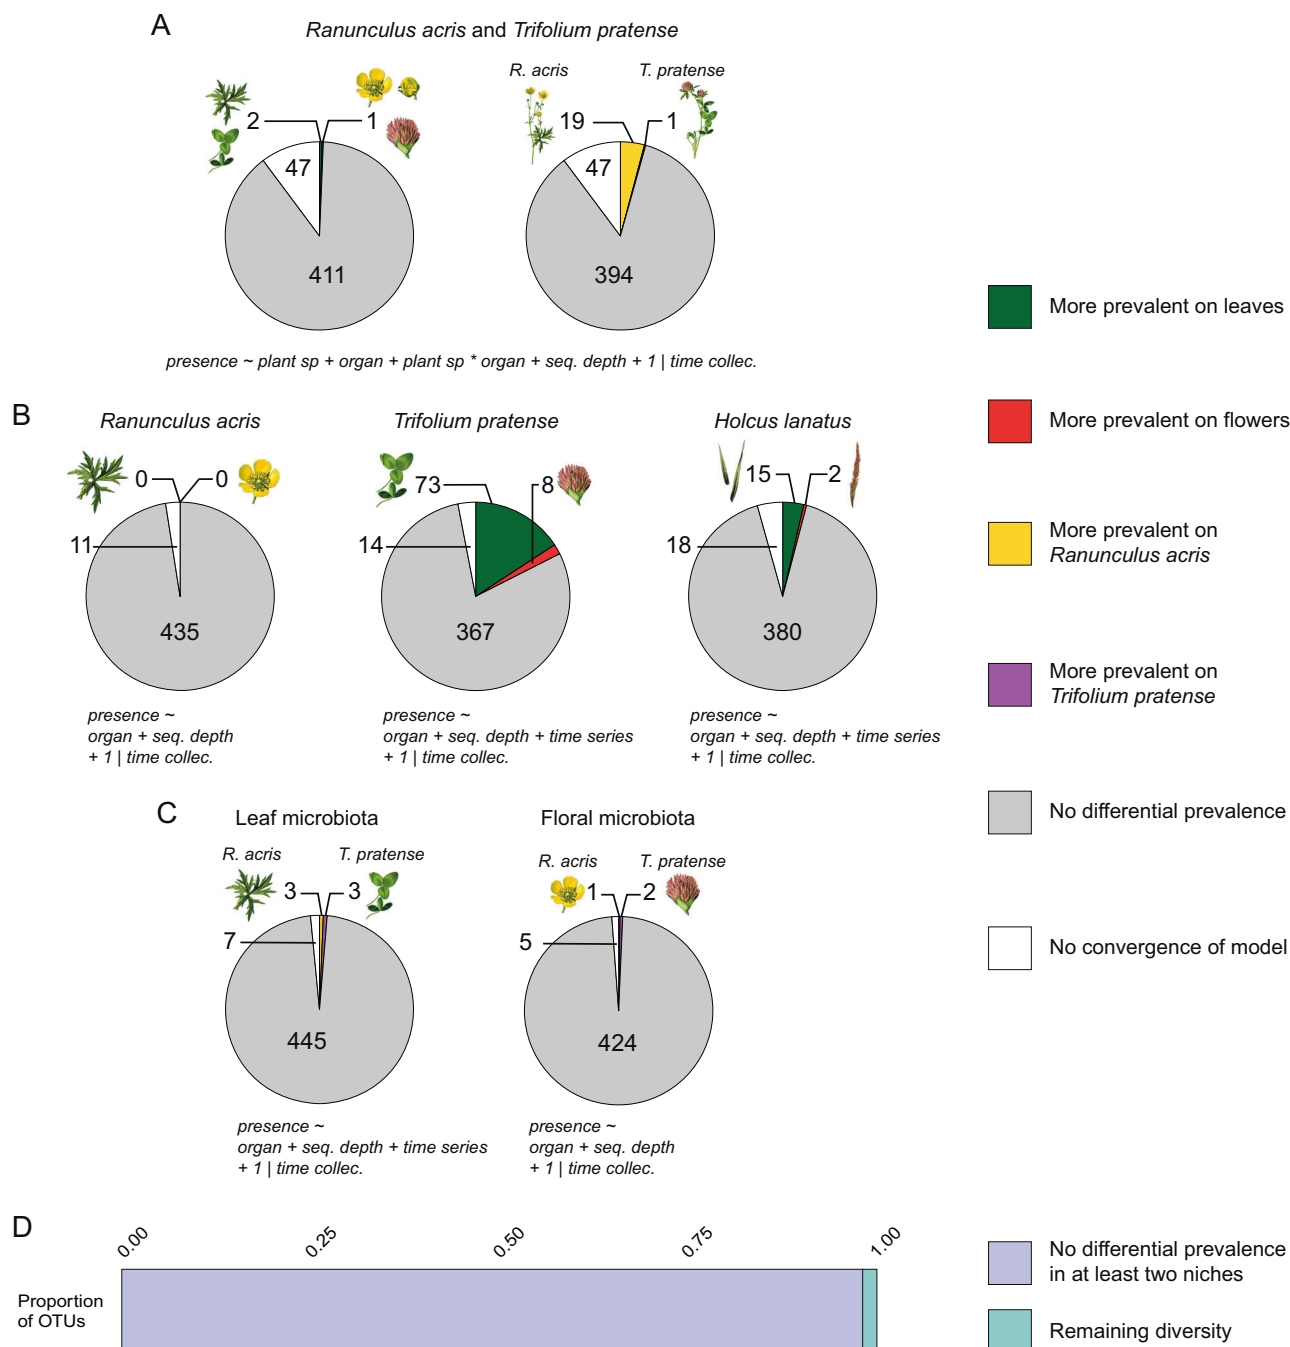 A
Ranunculus acris and Trifolium pratense
R. acris
T. pratense
2
1
19
1
47
47
411
394
presence ~ plant sp + organ + plant sp * organ + seq. depth + 1 | time collec.
B
Ranunculus acris
Trifolium pratense
Holcus lanatus
0
0
73
8
15
2
11
14
18
435
367
380
presence ~
organ + seq. depth
+ 1 | time collec.
presence ~
organ + seq. depth + time series
+ 1 | time collec.
presence ~
organ + seq. depth + time series
+ 1 | time collec.
C
Leaf microbiota
Floral microbiota
R. acris
T. pratense
R. acris
T. pratense
3
3
1
2
7
5
445
424
presence ~
organ + seq. depth + time series
+ 1 | time collec.
presence ~
organ + seq. depth
+ 1 | time collec.
More prevalent on leaves
More prevalent on flowers
More prevalent on
Ranunculus acris
More prevalent on
Trifolium pratense
No differential prevalence
No convergence of model
D
0.00
0.25
0.50
0.75
1.00
Proportion
of OTUs
No differential prevalence
in at least two niches
Remaining diversity